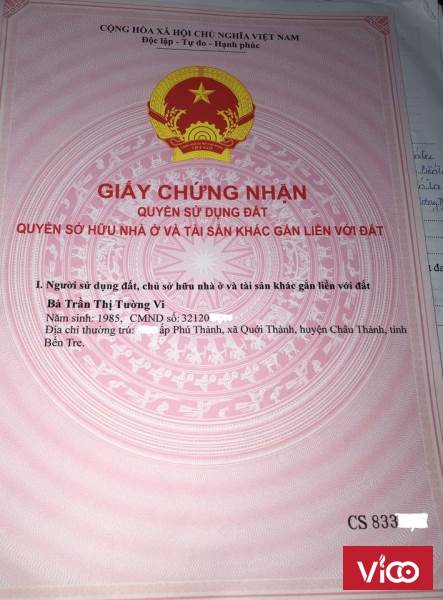 CỘNG HÒA XÃ HỘI CHỦ NGHĨA VIỆT NAM
Độc lập - Tự do - Hạnh phúc
VIỆT NAM
GIẤY CHỨNG NHẬN
QUYỀN SỬ DỤNG ĐẤT
QUYỀN SỞ HỮU NHÀ Ở VÀ TÀI SẢN KHÁC GẮN LIỀN VỚI ĐẤT
I. Người sử dụng đất, chủ sở hữu nhà ở và tài sản khác gắn liền với đất
Bà Trần Thị Tường Vi
Năm sinh: 1985, CMND số: 32120
Địa chỉ thường trú: ấp Phú Thành, xã Quới Thành, huyện Châu Thành, tỉnh
Bến Tre.
CS 833
Vico